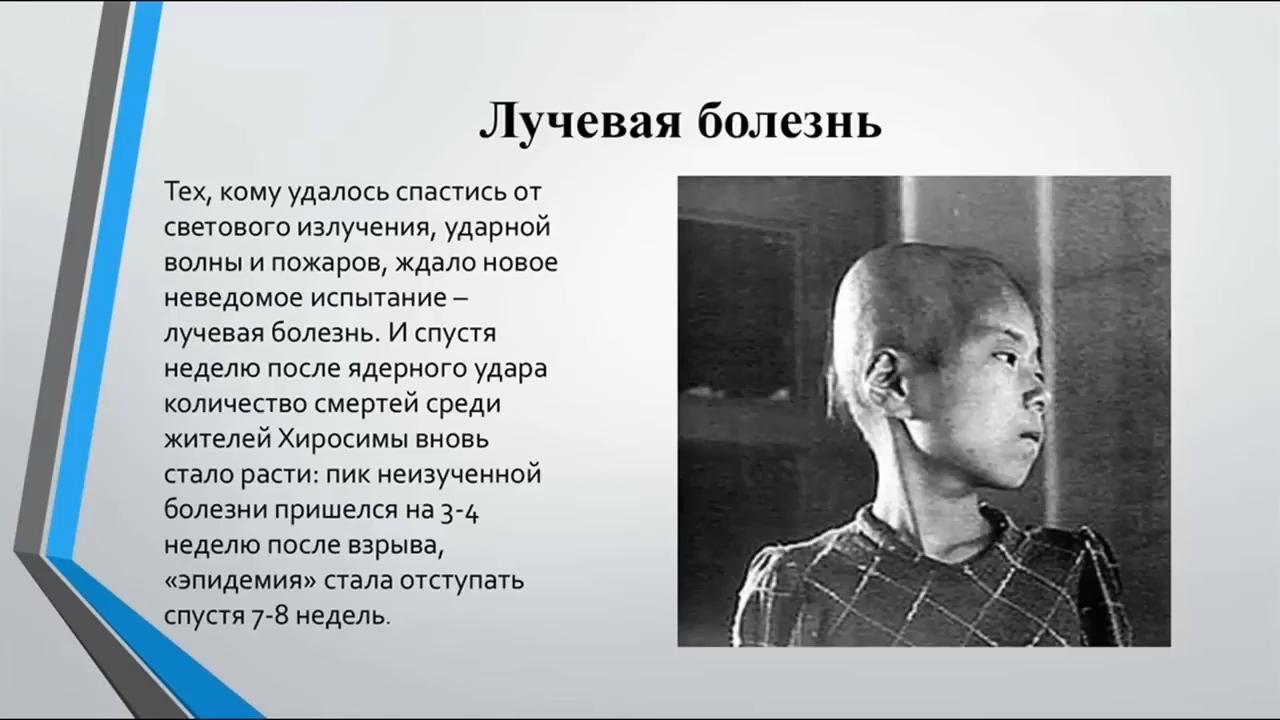 Лучевая болезнь
Тех, кому удалось спастись от
светового излучения, ударной
волны и пожаров, ждало новое
неведомое испытание –
лучевая болезнь. И спустя
неделю после ядерного удара
количество смертей среди
жителей Хиросимы вновь
стало расти: пик неизученной
болезни пришелся на 3-4
неделю после взрыва,
«эпидемия» стала отступать
спустя 7-8 недель.